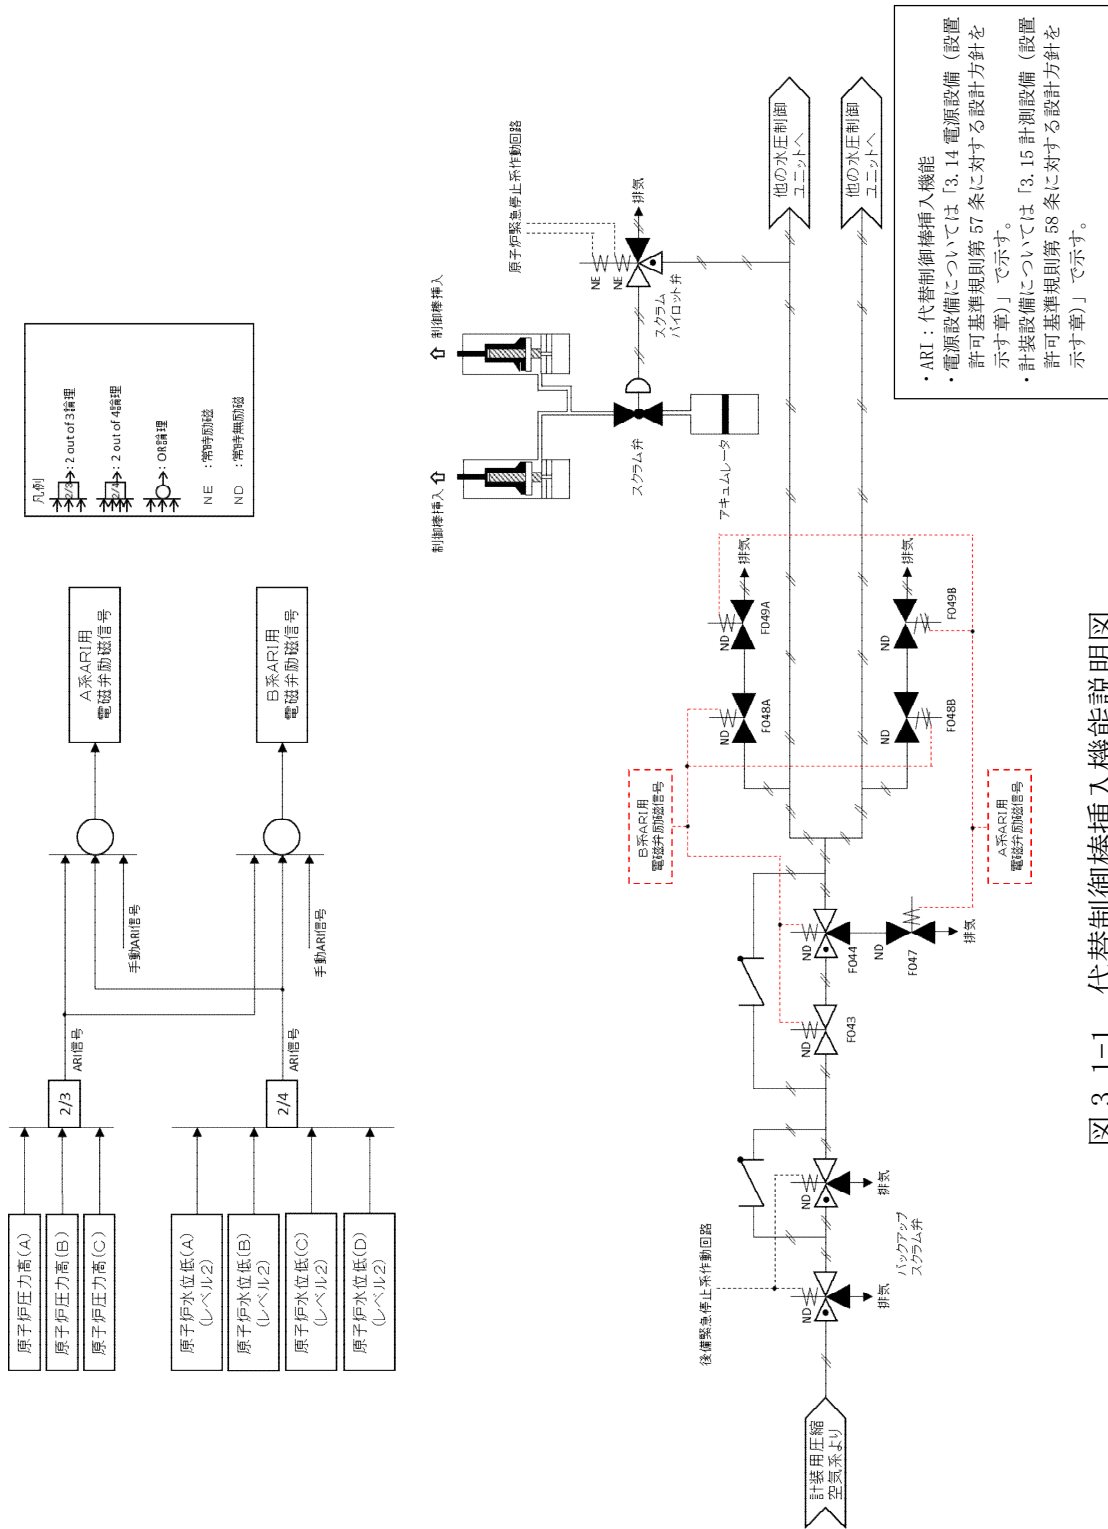 原子炉圧力高(A)
原子炉圧力高(B)
原子炉圧力高(C)
2/3
ARI信号
手動ARI信号
A系ARI用
電磁弁励磁信号
原子炉水位低(A)
(レベル2)
原子炉水位低(B)
(レベル2)
原子炉水位低(C)
(レベル2)
原子炉水位低(D)
(レベル2)
2/4
ARI信号
手動ARI信号
B系ARI用
電磁弁励磁信号
凡例
2/3 : 2 out of 3論理
2/4 : 2 out of 4論理
: OR論理
NE :常時励磁
ND :常時無励磁
計装用圧縮
空気系より
後備緊急停止系作動回路
ND
排気
ND
排気
バックアップ
スクラム弁
ND
F043
ND
F044
ND
F047
排気
B系ARI用
電磁弁励磁信号
A系ARI用
電磁弁励磁信号
ND
F048A
ND
F049A
排気
ND
F048B
ND
F049B
排気
制御棒挿入
制御棒挿入
スクラム弁
アキュムレータ
原子炉緊急停止系作動回路
NE
NE
排気
スクラム
パイロット弁
他の水圧制御
ユニットへ
他の水圧制御
ユニットへ
・ARI：代替制御棒挿入機能
・電源設備については「3.14 電源設備（設置
許可基準規則第 57 条に対する設計方針を
示す章)」で示す。
・計装設備については「3.15 計測設備（設置
許可基準規則第 58 条に対する設計方針を
示す章)」で示す。
図 3.1-1 代替制御棒挿入機能説明図